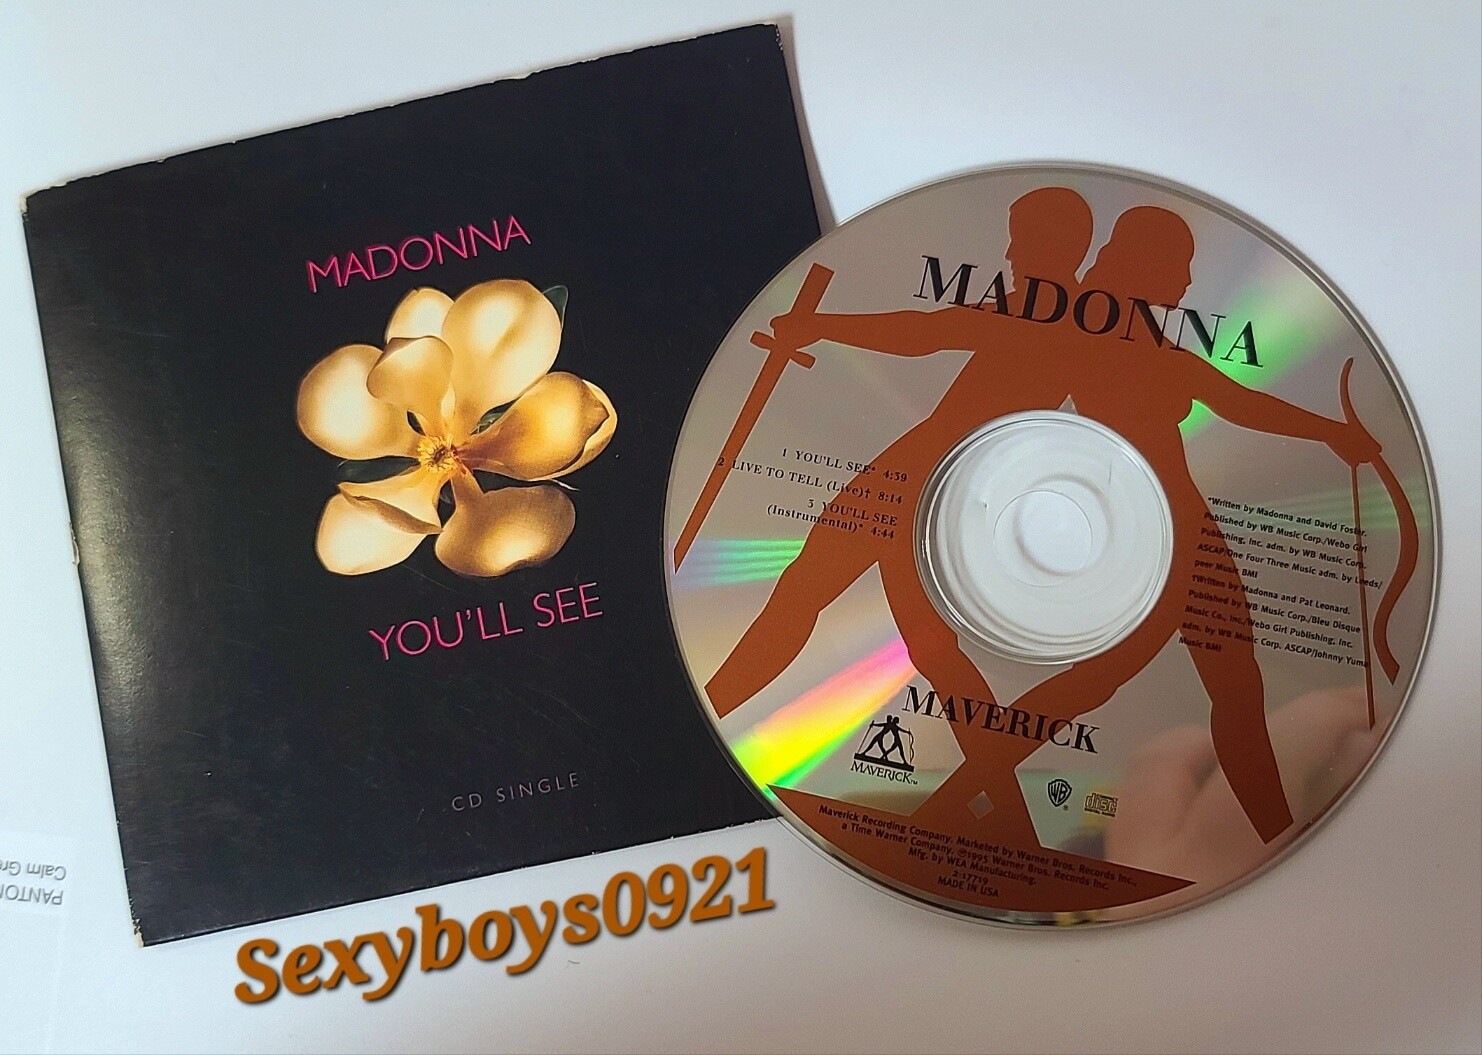 MADONNA
YOU'LL SEE
CD SINGLE
MADONNA
1 YOU'LL SEE* 4:39
2 LIVE TO TELL (Live)† 8:14
3 YOU'LL SEE
(Instrumental)* 4:44
*Written by Madonna and David Foster.
Published by WB Music Corp./Webo Girl
Publishing, Inc. adm. by WB Music Corp.
ASCAP/One Four Three Music adm. by Leeds/
peer Music BMI
†Written by Madonna and Pat Leonard.
Published by WB Music Corp./Bleu Disque
Music Co., Inc./Webo Girl Publishing, Inc.
adm. by WB Music Corp. ASCAP/Johnny Yuma
Music BMI
MAVERICK
MAVERICK™
WB®
disc
Maverick Recording Company. Marketed by Warner Bros. Records Inc.,
a Time Warner Company. ℗1995 Warner Bros. Records Inc.
Mfg. by WEA Manufacturing.
2-17719
MADE IN USA
PANTON
Calm Gre
Sexyboys0921